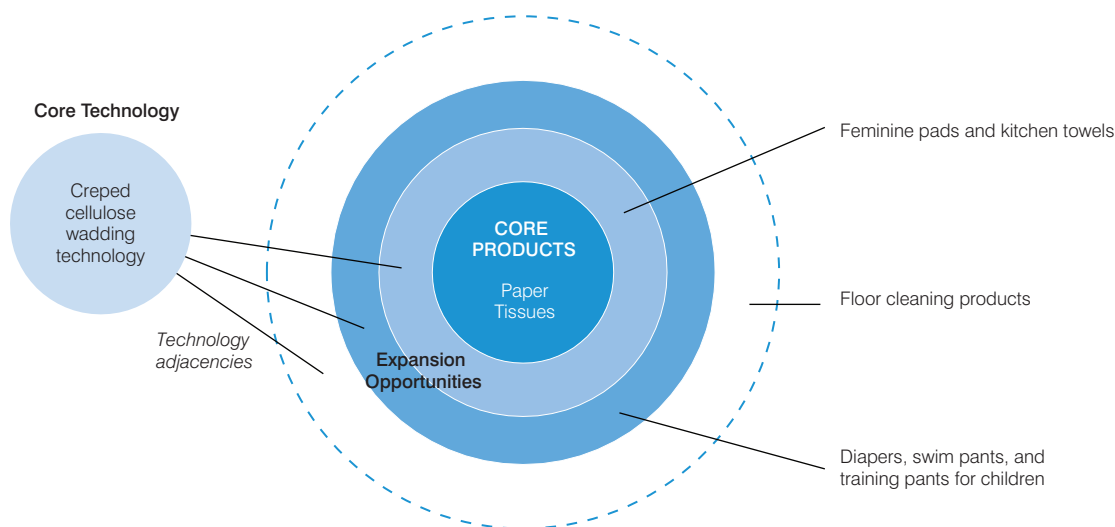 Core Technology
Creped
cellulose
wadding
technology
Technology
adjacencies
CORE
PRODUCTS
Paper
Tissues
Expansion
Opportunities
Feminine pads and kitchen towels
Floor cleaning products
Diapers, swim pants, and
training pants for children